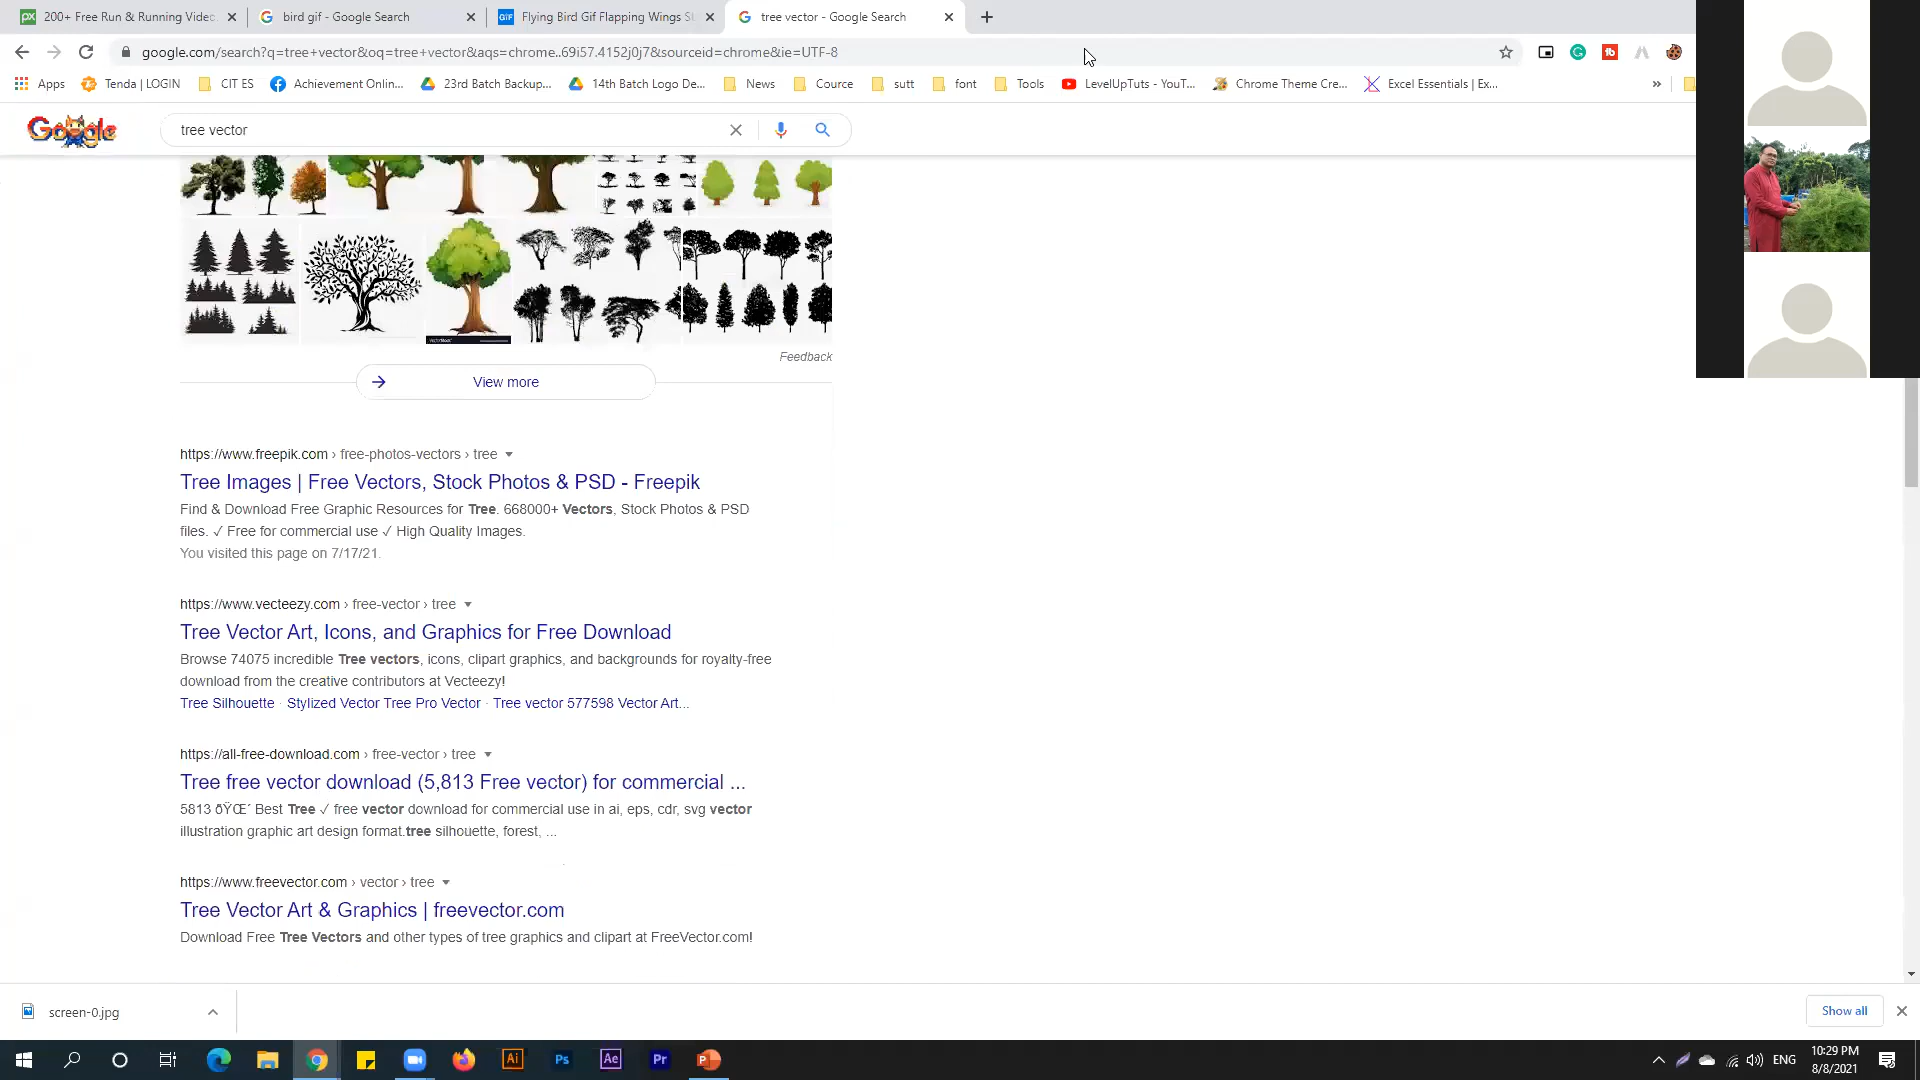 200+ Free Run & Running Video
bird gif - Google Search
Flying Bird Gif Flapping Wings St
tree vector - Google Search
google.com/search?q=tree+vector&oq=tree+vector&aqs=chrome..69i57.4152j0j7&sourceid=chrome&ie=UTF-8
Apps
Tenda | LOGIN
CIT ES
Achievement Onlin...
23rd Batch Backup...
14th Batch Logo De...
News
Cource
sutt
font
Tools
LevelUpTuts - YouT...
Chrome Theme Cre...
Excel Essentials | Ex...
Google
tree vector
Feedback
View more
https://www.freepik.com › free-photos-vectors › tree
Tree Images | Free Vectors, Stock Photos & PSD - Freepik
Find & Download Free Graphic Resources for Tree. 668000+ Vectors, Stock Photos & PSD
files. ✓ Free for commercial use ✓ High Quality Images.
You visited this page on 7/17/21.
https://www.vecteezy.com › free-vector › tree
Tree Vector Art, Icons, and Graphics for Free Download
Browse 74075 incredible Tree vectors, icons, clipart graphics, and backgrounds for royalty-free
download from the creative contributors at Vecteezy!
Tree Silhouette · Stylized Vector Tree Pro Vector · Tree vector 577598 Vector Art...
https://all-free-download.com › free-vector › tree
Tree free vector download (5,813 Free vector) for commercial ...
5813 ðŸŒ´ Best Tree ✓ free vector download for commercial use in ai, eps, cdr, svg vector
illustration graphic art design format.tree silhouette, forest, ...
https://www.freevector.com › vector › tree
Tree Vector Art & Graphics | freevector.com
Download Free Tree Vectors and other types of tree graphics and clipart at FreeVector.com!
screen-0.jpg
Show all
Ai
Ps
Ae
Pr
ENG
10:29 PM
8/8/2021